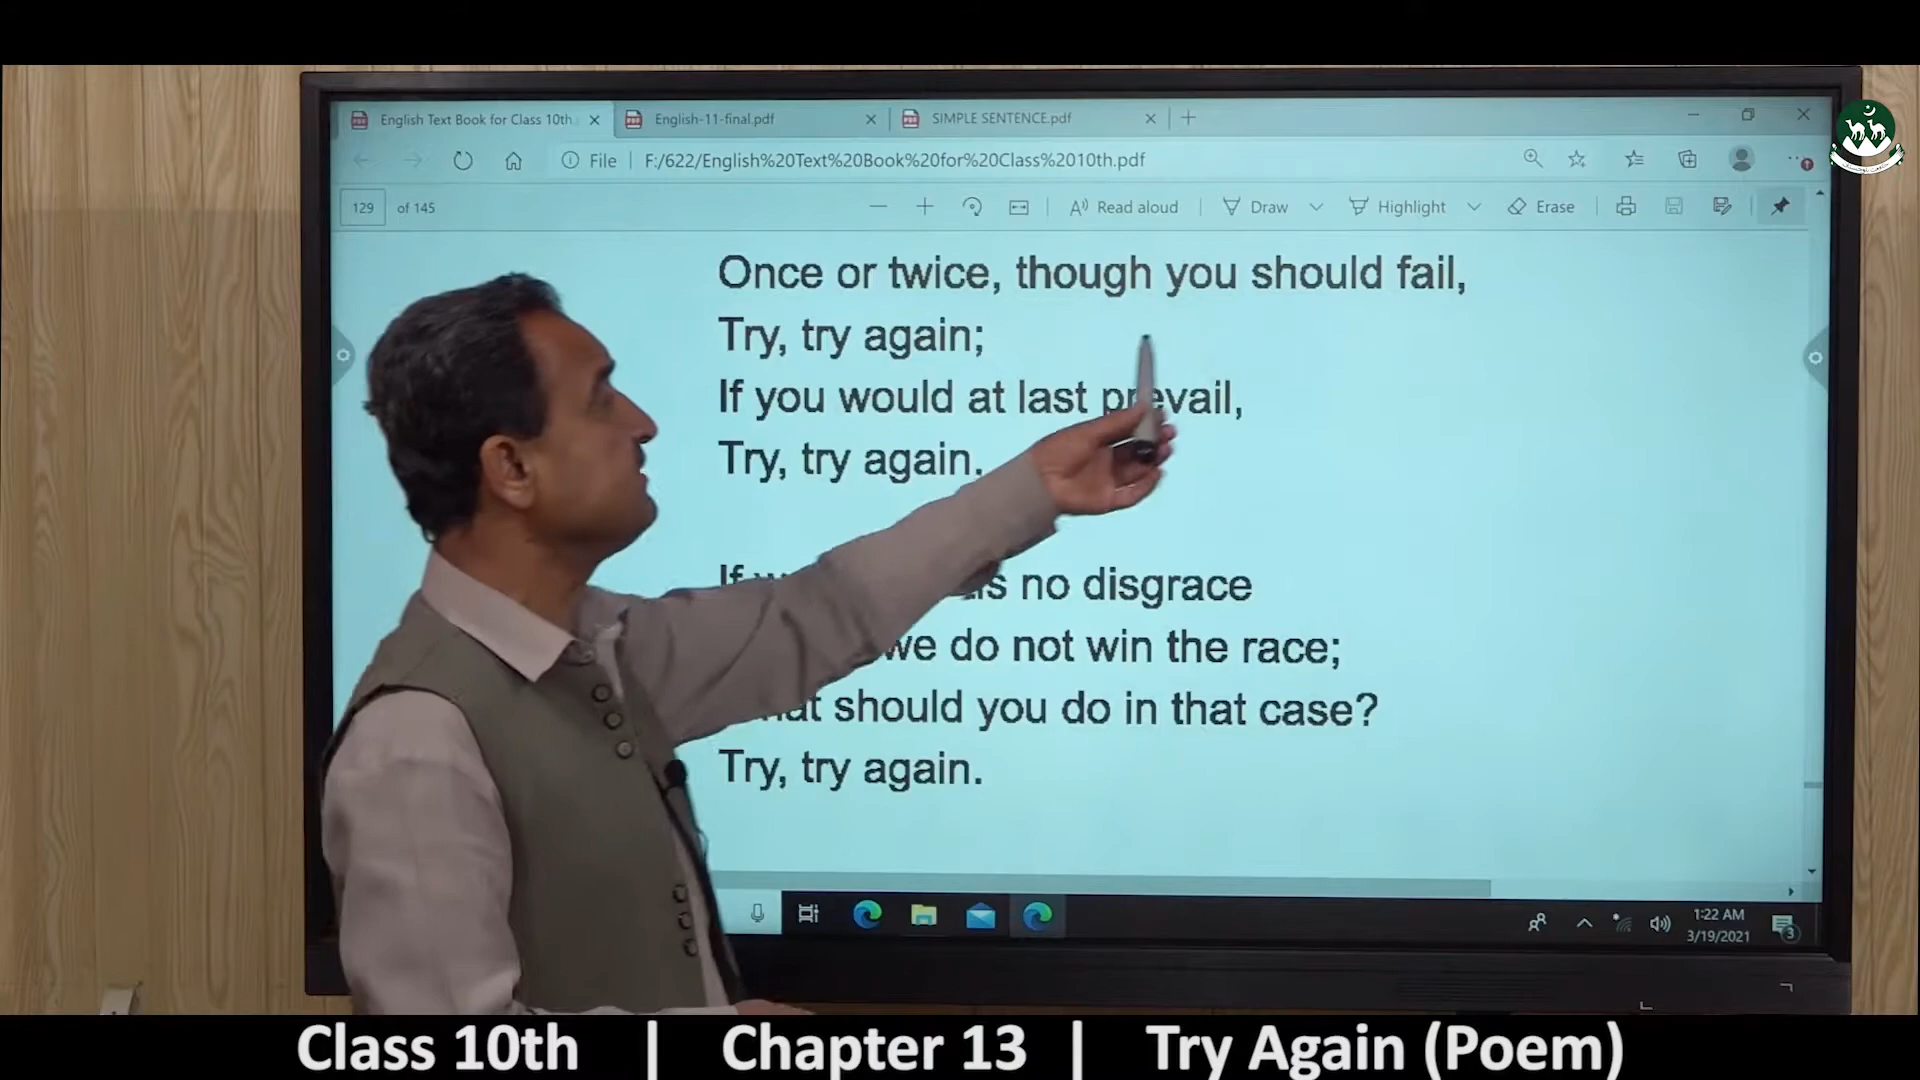 English Text Book for Class 10th
English-11-final.pdf
SIMPLE SENTENCE.pdf
File
F:/622/English%20Text%20Book%20for%20Class%2010th.pdf
129 of 145
Read aloud
Draw
Highlight
Erase
Once or twice, though you should fail,
Try, try again;
If you would at last prevail,
Try, try again.
If no disgrace
we do not win the race;
should you do in that case?
Try, try again.
1:22 AM
3/19/2021
3
Class 10th | Chapter 13 | Try Again (Poem)